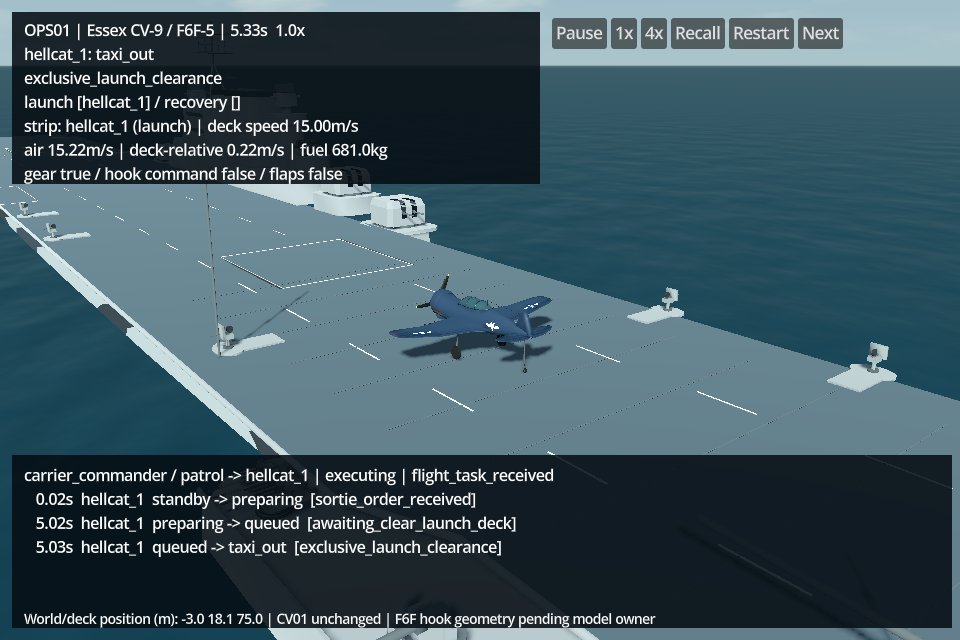 OPS01 | Essex CV-9 / F6F-5 | 5.33s  1.0x
hellcat_1: taxi_out
exclusive_launch_clearance
launch [hellcat_1] / recovery []
strip: hellcat_1 (launch) | deck speed 15.00m/s
air 15.22m/s | deck-relative 0.22m/s | fuel 681.0kg
gear true / hook command false / flaps false
Pause 1x 4x Recall Restart Next
carrier_commander / patrol -> hellcat_1 | executing | flight_task_received
0.02s  hellcat_1  standby -> preparing  [sortie_order_received]
5.02s  hellcat_1  preparing -> queued  [awaiting_clear_launch_deck]
5.03s  hellcat_1  queued -> taxi_out  [exclusive_launch_clearance]
World/deck position (m): -3.0 18.1 75.0 | CV01 unchanged | F6F hook geometry pending model owner